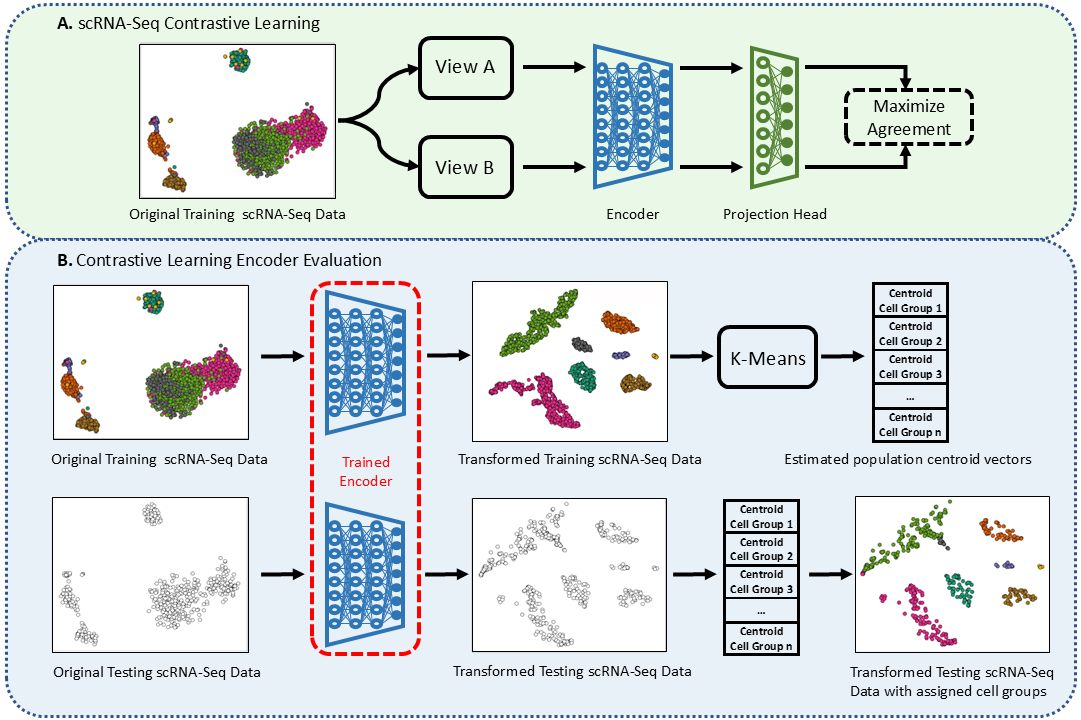 A. scRNA-Seq Contrastive Learning
View A
View B
Maximize
Agreement
Original Training scRNA-Seq Data
Encoder
Projection Head
B. Contrastive Learning Encoder Evaluation
K-Means
Centroid
Cell Group 1
Centroid
Cell Group 2
Centroid
Cell Group 3
...
Centroid
Cell Group n
Original Training scRNA-Seq Data
Trained
Encoder
Transformed Training scRNA-Seq Data
Estimated population centroid vectors
Centroid
Cell Group 1
Centroid
Cell Group 2
Centroid
Cell Group 3
...
Centroid
Cell Group n
Original Testing scRNA-Seq Data
Transformed Testing scRNA-Seq Data
Transformed Testing scRNA-Seq
Data with assigned cell groups